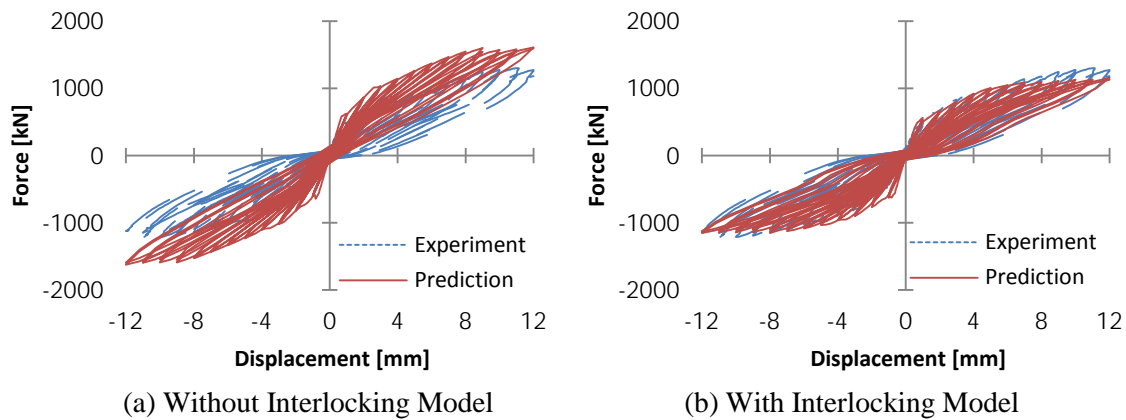 2000
1000
0
-1000
-2000
Force [kN]
-12 -8 -4 0 4 8 12
Displacement [mm]
Experiment
Prediction
(a) Without Interlocking Model
2000
1000
0
-1000
-2000
Force [kN]
-12 -8 -4 0 4 8 12
Displacement [mm]
Experiment
Prediction
(b) With Interlocking Model